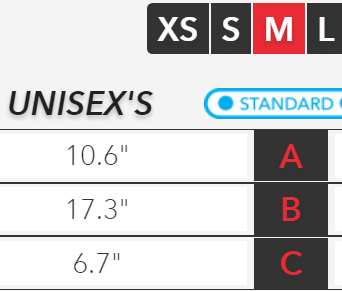 XS S M L
UNISEX'S STANDARD
10.6" A
17.3" B
6.7" C